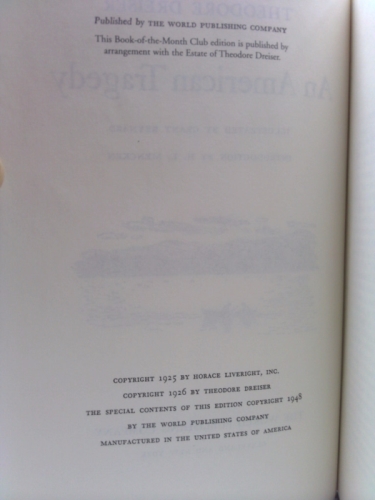 Published by THE WORLD PUBLISHING COMPANY
This Book-of-the-Month Club edition is published by
arrangement with the Estate of Theodore Dreiser.
COPYRIGHT 1925 BY HORACE LIVERIGHT, INC.
COPYRIGHT 1926 BY THEODORE DREISER
THE SPECIAL CONTENTS OF THIS EDITION COPYRIGHT 1948
BY THE WORLD PUBLISHING COMPANY
MANUFACTURED IN THE UNITED STATES OF AMERICA